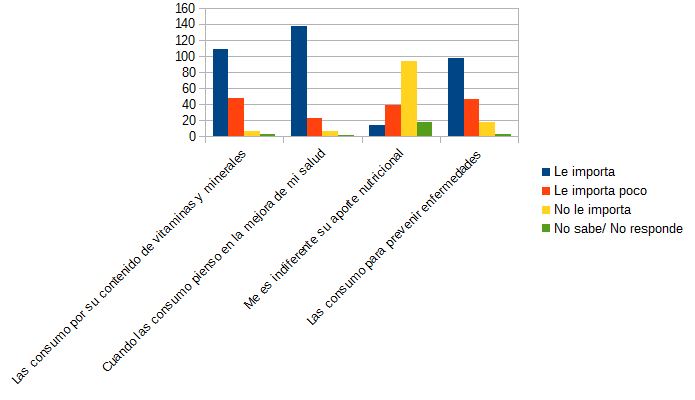 160
140
120
100
80
60
40
20
0
Las consumo por su contenido de vitaminas y minerales
Cuando las consumo pienso en la mejora de mi salud
Me es indiferente su aporte nutricional
Las consumo para prevenir enfermedades
Le importa
Le importa poco
No le importa
No sabe/ No responde